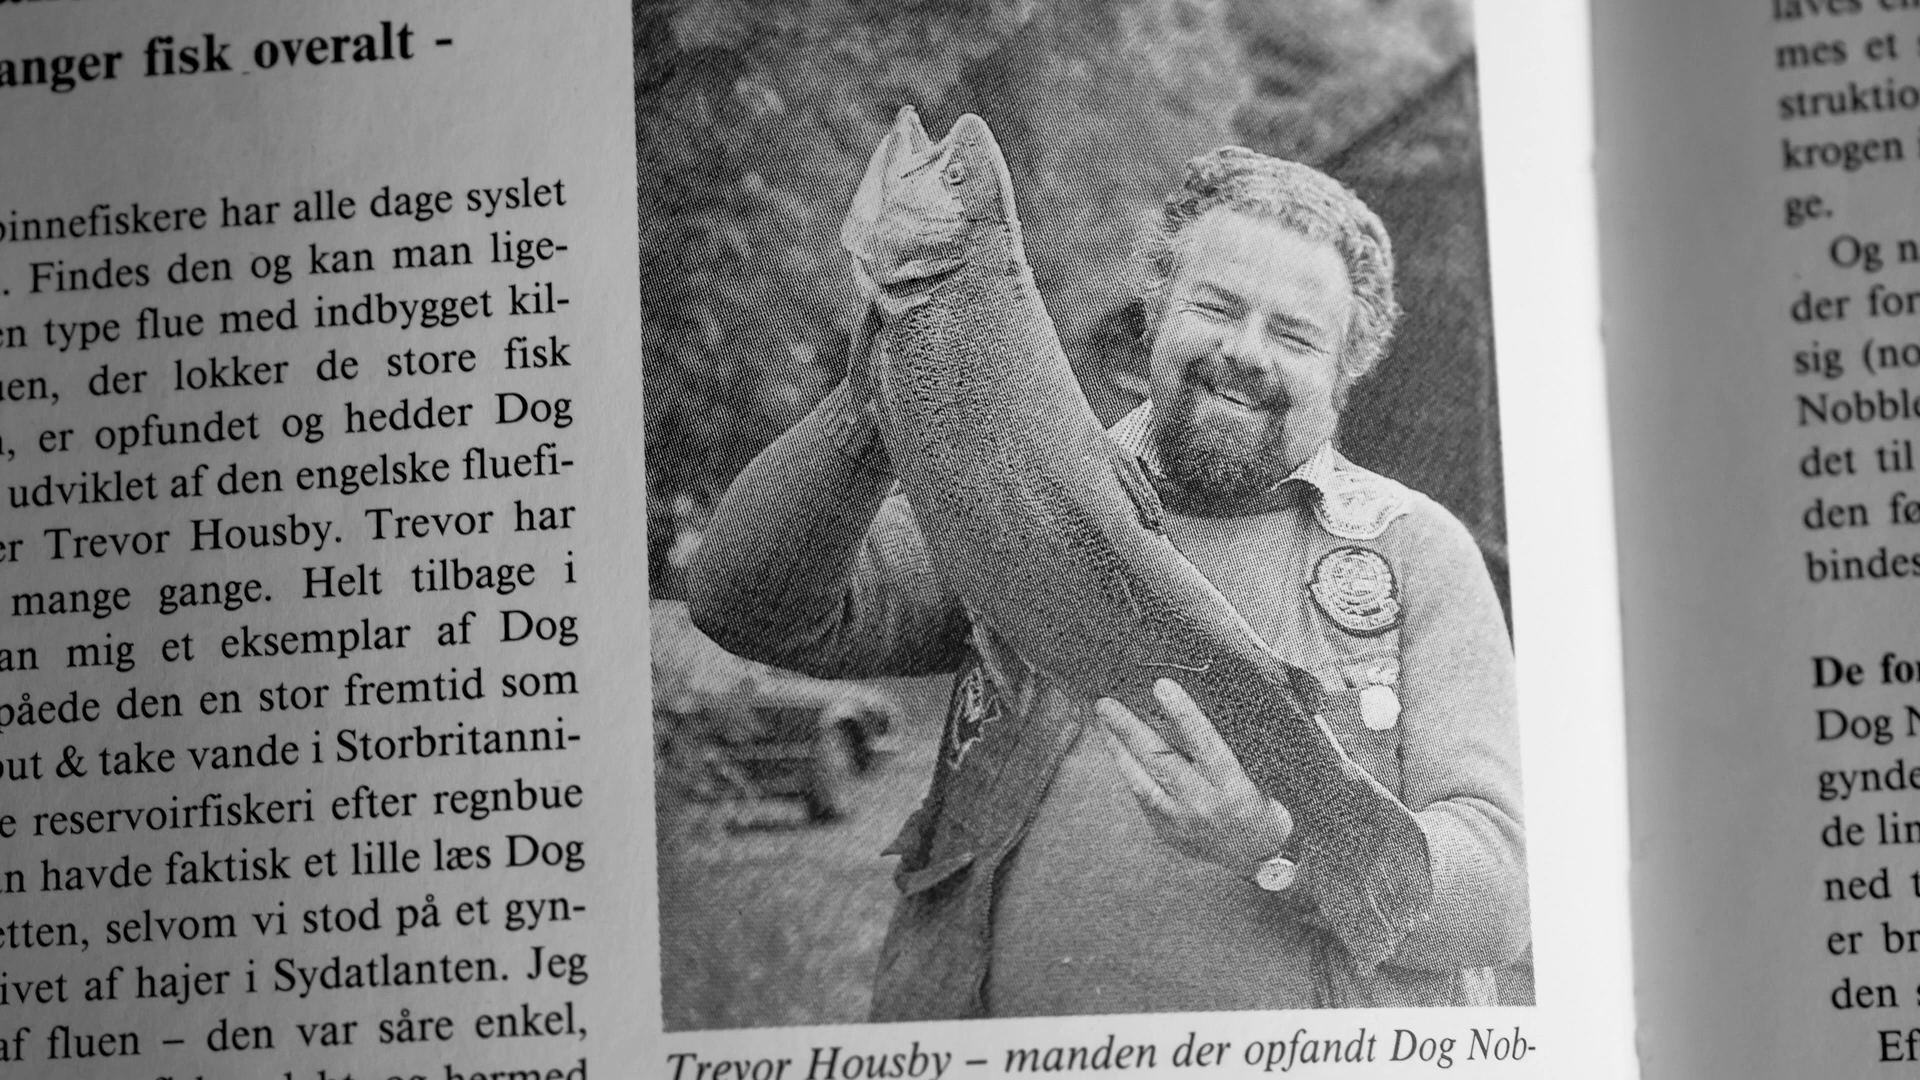 anger fisk overalt -
har alle dage syslet
. Findes den og kan man lige-
en type flue med indbygget kil-
, der lokker de store fisk
, er opfundet og hedder Dog
udviklet af den engelske fluefi-
er Trevor Housby. Trevor har
mange gange. Helt tilbage i
an mig et eksemplar af Dog
påede den en stor fremtid som
put & take vande i Storbritanni-
e reservoirfiskeri efter regnbue
n havde faktisk et lille læs Dog
etten, selvom vi stod på et gyn-
ivet af hajer i Sydatlanten. Jeg
af fluen – den var såre enkel,
Trevor Housby – manden der opfandt Dog Nob-
mes et
struktio
krogen
ge.
Og n
der for
sig (no
Nobble
det til
den fø
bindes
De for
Dog N
gynde
de lin
ned t
er br
den s
Ef